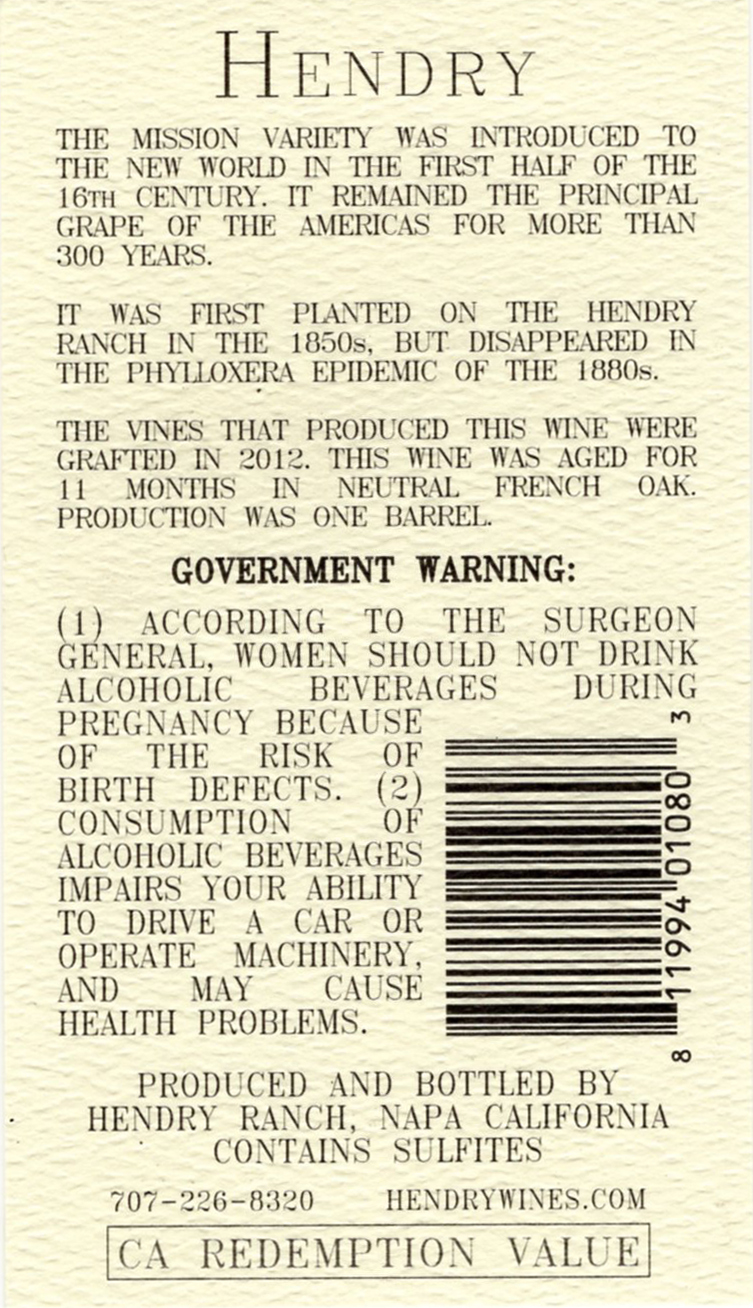 HENDRY
THE MISSION VARIETY WAS INTRODUCED TO
THE NEW WORLD IN THE FIRST HALF OF THE
16TH CENTURY. IT REMAINED THE PRINCIPAL
GRAPE OF THE AMERICAS FOR MORE THAN
300 YEARS.
IT WAS FIRST PLANTED ON THE HENDRY
RANCH IN THE 1850s, BUT DISAPPEARED IN
THE PHYLLOXERA EPIDEMIC OF THE 1880s.
THE VINES THAT PRODUCED THIS WINE WERE
GRAFTED IN 2012. THIS WINE WAS AGED FOR
11 MONTHS IN NEUTRAL FRENCH OAK.
PRODUCTION WAS ONE BARREL.
GOVERNMENT WARNING:
(1) ACCORDING TO THE SURGEON
GENERAL, WOMEN SHOULD NOT DRINK
ALCOHOLIC BEVERAGES DURING
PREGNANCY BECAUSE
OF THE RISK OF
BIRTH DEFECTS. (2)
CONSUMPTION OF
ALCOHOLIC BEVERAGES
IMPAIRS YOUR ABILITY
TO DRIVE A CAR OR
OPERATE MACHINERY,
AND MAY CAUSE
HEALTH PROBLEMS.
8 11994 01080 3
PRODUCED AND BOTTLED BY
HENDRY RANCH, NAPA CALIFORNIA
CONTAINS SULFITES
707-226-8320 HENDRYWINES.COM
CA REDEMPTION VALUE